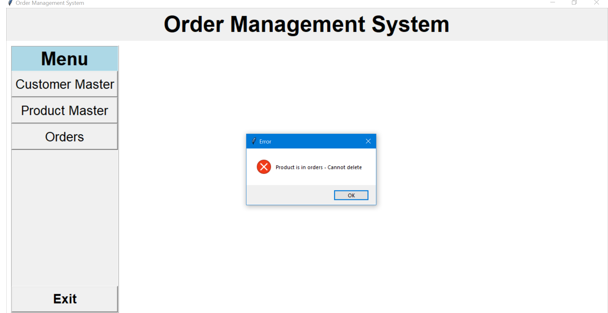 Order Management System
Order Management System
Menu
Customer Master
Product Master
Orders
Error
Product is in orders - Cannot delete
OK
Exit